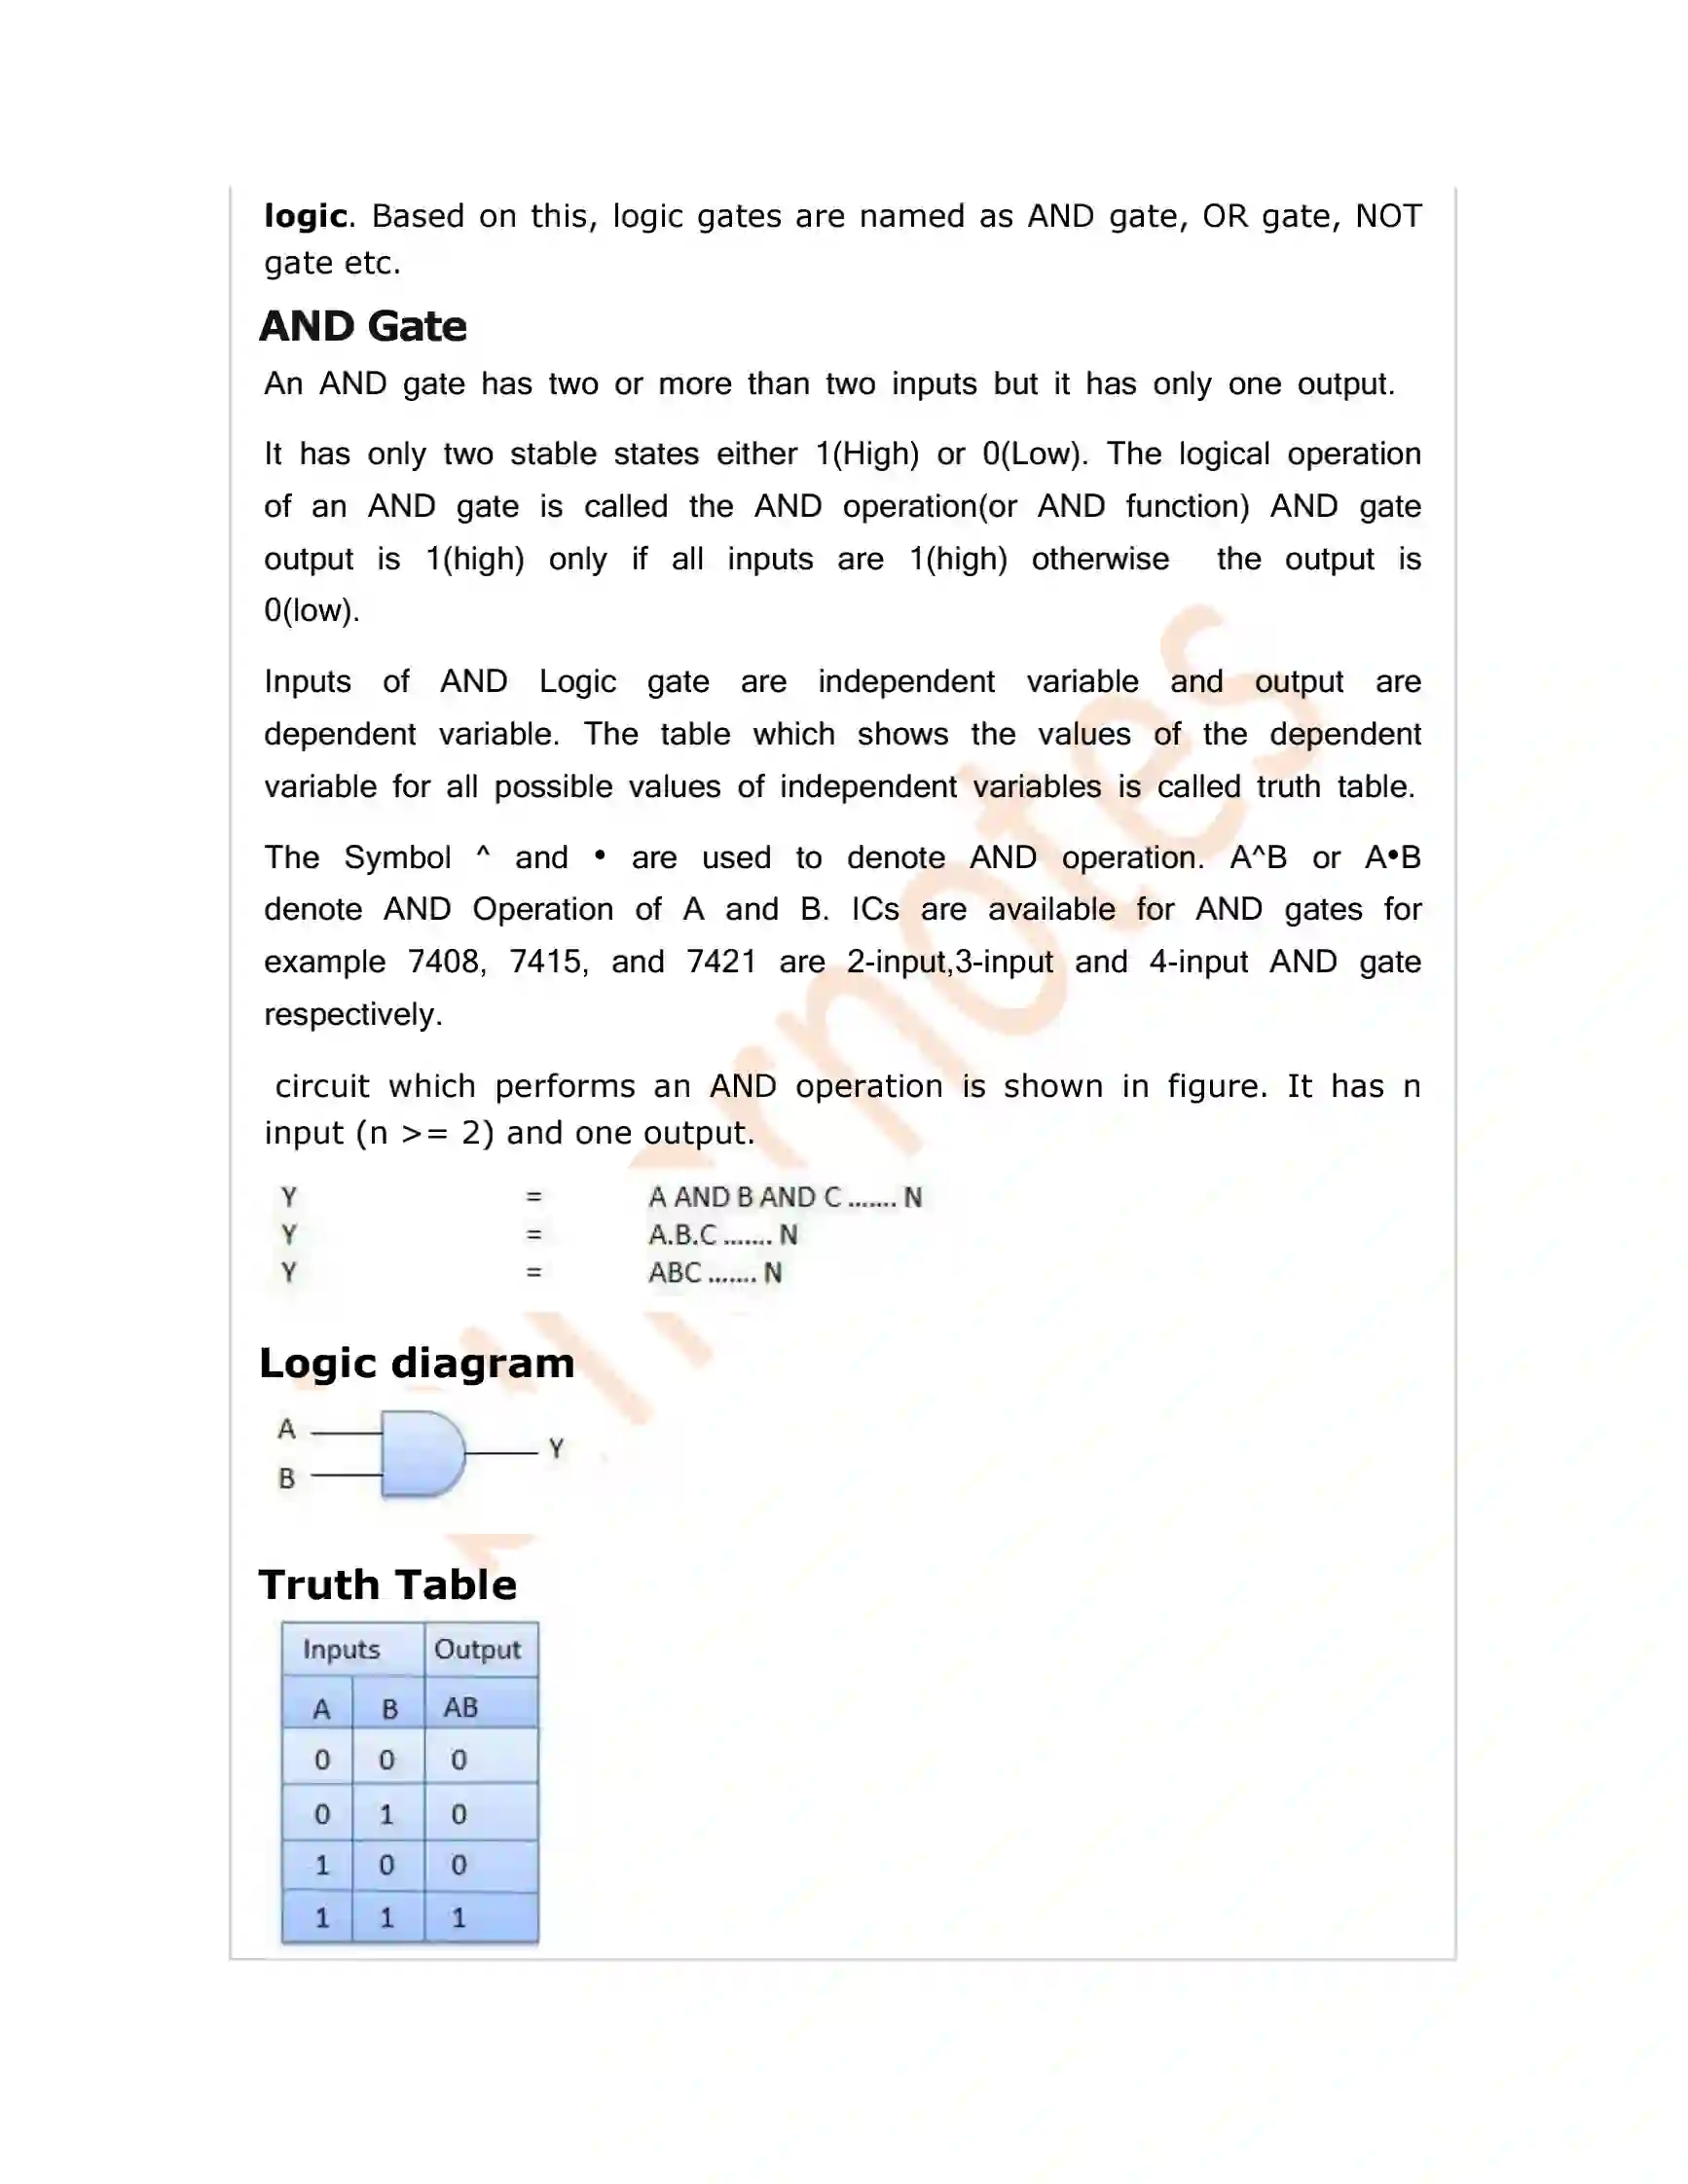 logic. Based on this, logic gates are named as AND gate, OR gate, NOT
gate etc.
AND Gate
An AND gate has two or more than two inputs but it has only one output.
It has only two stable states either 1(High) or 0(Low). The logical operation
of an AND gate is called the AND operation(or AND function) AND gate
output is 1(high) only if all inputs are 1(high) otherwise the output is
0(low).
Inputs of AND Logic gate are independent variable and output are
dependent variable. The table which shows the values of the dependent
variable for all possible values of independent variables is called truth table.
The Symbol ^ and • are used to denote AND operation. A^B or A•B
denote AND Operation of A and B. ICs are available for AND gates for
example 7408, 7415, and 7421 are 2-input,3-input and 4-input AND gate
respectively.
circuit which performs an AND operation is shown in figure. It has n
input (n >= 2) and one output.
Y = A AND B AND C ....... N
Y = A.B.C ....... N
Y = ABC ....... N
Logic diagram
A
Y
B
Truth Table
Inputs Output
A B AB
0 0 0
0 1 0
1 0 0
1 1 1